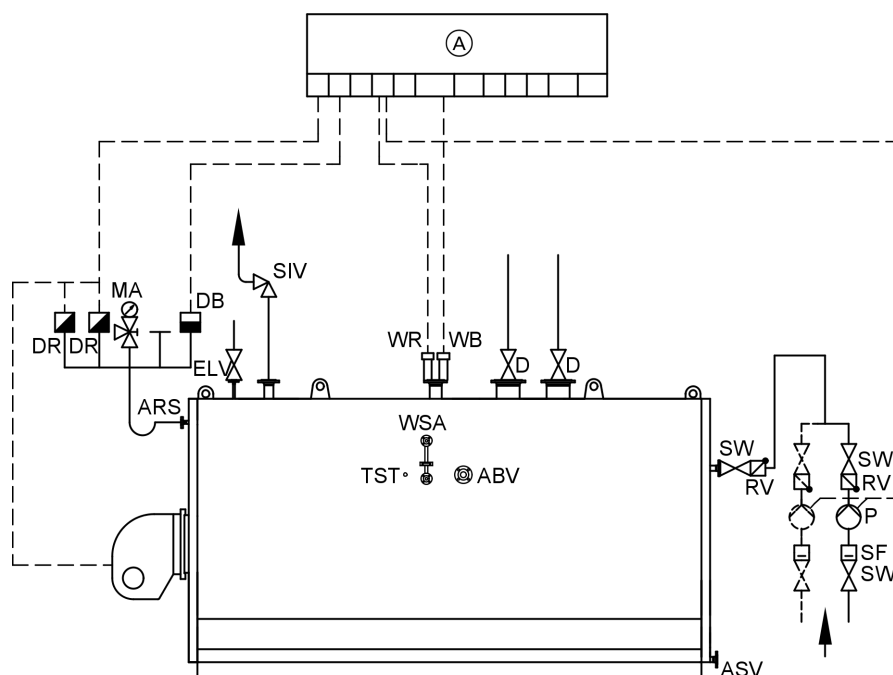 A
SIV
MA
DB
DR DR
WR WB
ELV
D D
ARS
WSA
SW
SW
TST ABV
RV
RV
P
SF
SW
ASV